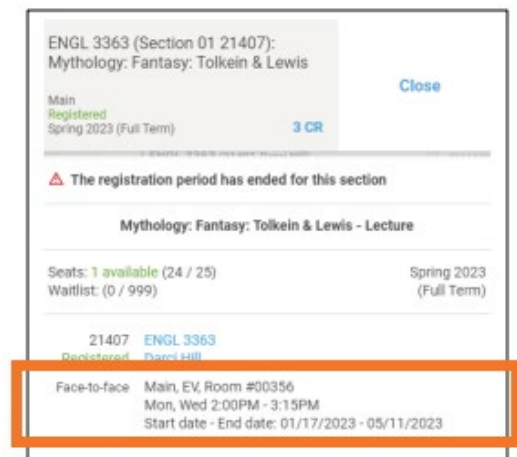 ENGL 3363 (Section 01 21407):
Mythology: Fantasy: Tolkein & Lewis
Close
Main
Registered
Spring 2023 (Full Term)
3 CR
The registration period has ended for this section
Mythology: Fantasy: Tolkein & Lewis - Lecture
Seats: 1 available (24 / 25)
Spring 2023
Waitlist: (0 / 999)
(Full Term)
21407 ENGL 3363
Registered Darci Hill
Face-to-face Main, EV, Room #00356
Mon, Wed 2:00PM - 3:15PM
Start date - End date: 01/17/2023 - 05/11/2023